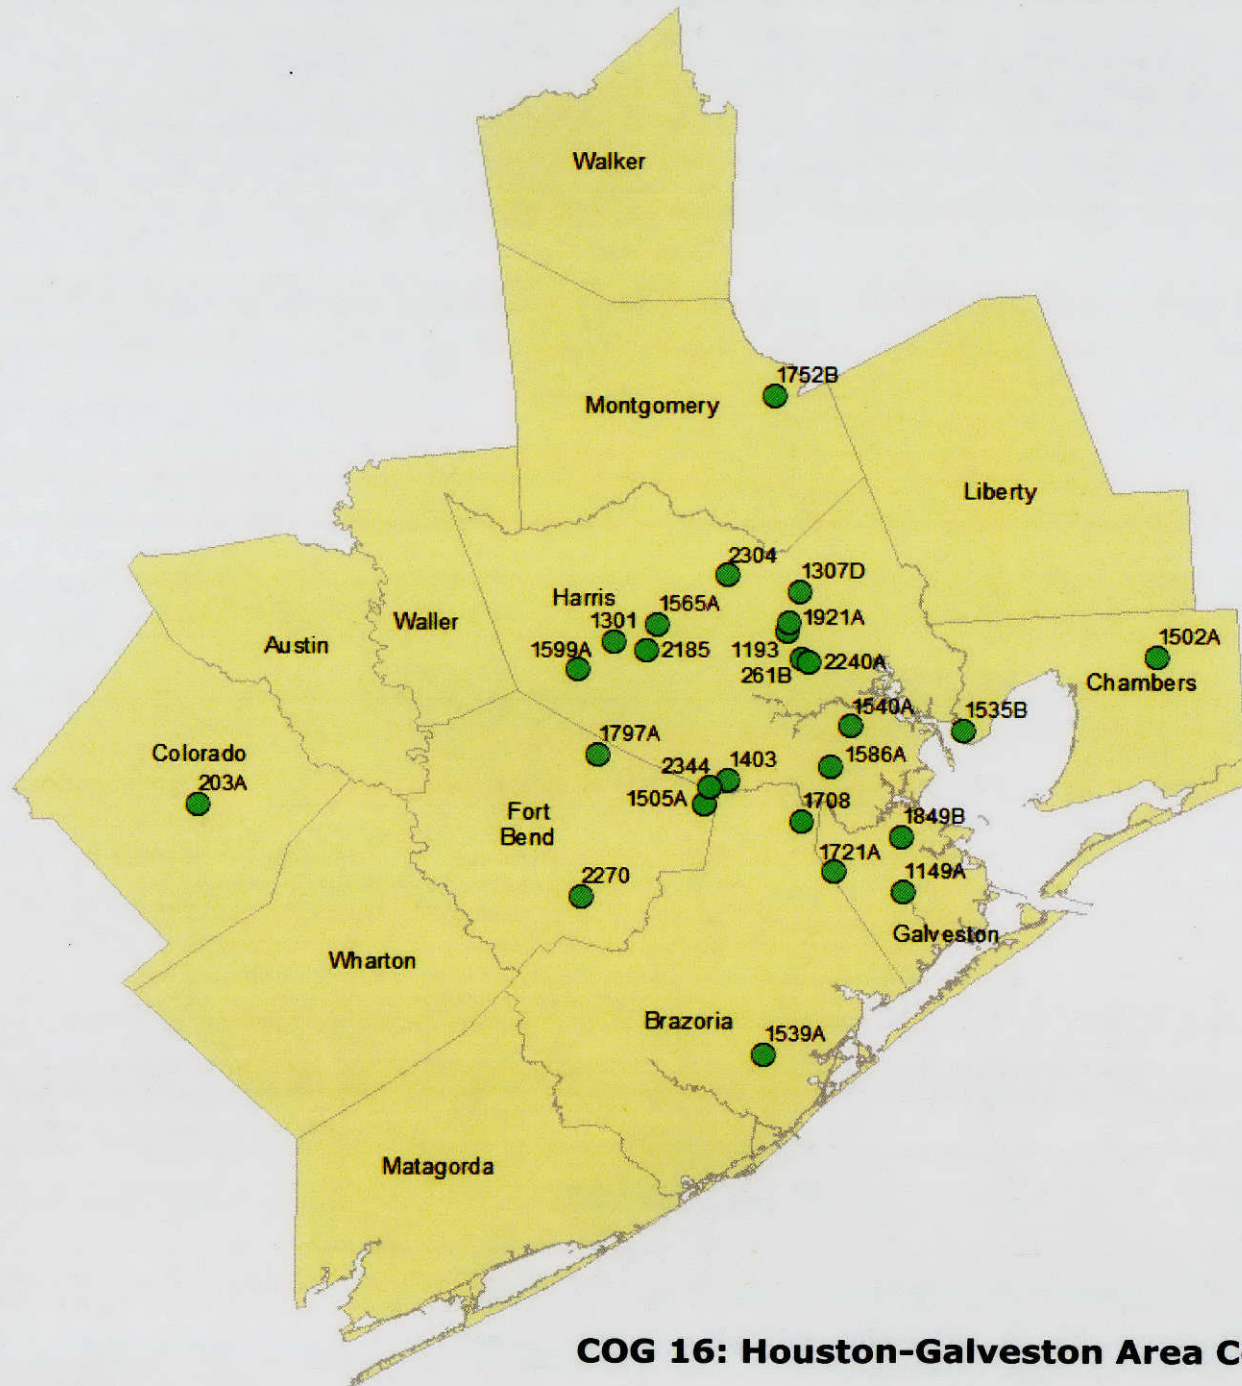 Walker
1752B
Montgomery
Liberty
2304
1307D
Harris
1565A
1921A
Waller
1301
Austin
1599A
2185
1193
2240A
261B
1502A
Chambers
1540A
1535B
Colorado
1797A
203A
2344
1403
1586A
1505A
Fort
Bend
1708
1849B
1721A
2270
1149A
Galveston
Wharton
Brazoria
1539A
Matagorda
COG 16: Houston-Galveston Area C